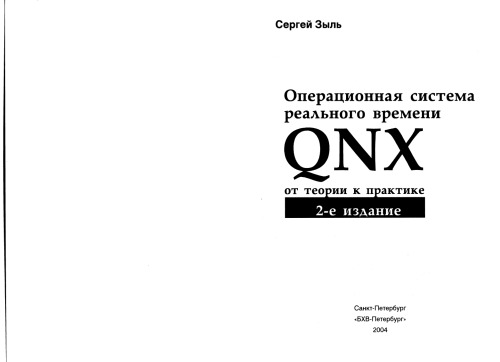 Сергей Зыль
Операционная система
реального времени
QNX
от теории к практике
2-е издание
Санкт-Петербург
«БХВ-Петербург»
2004